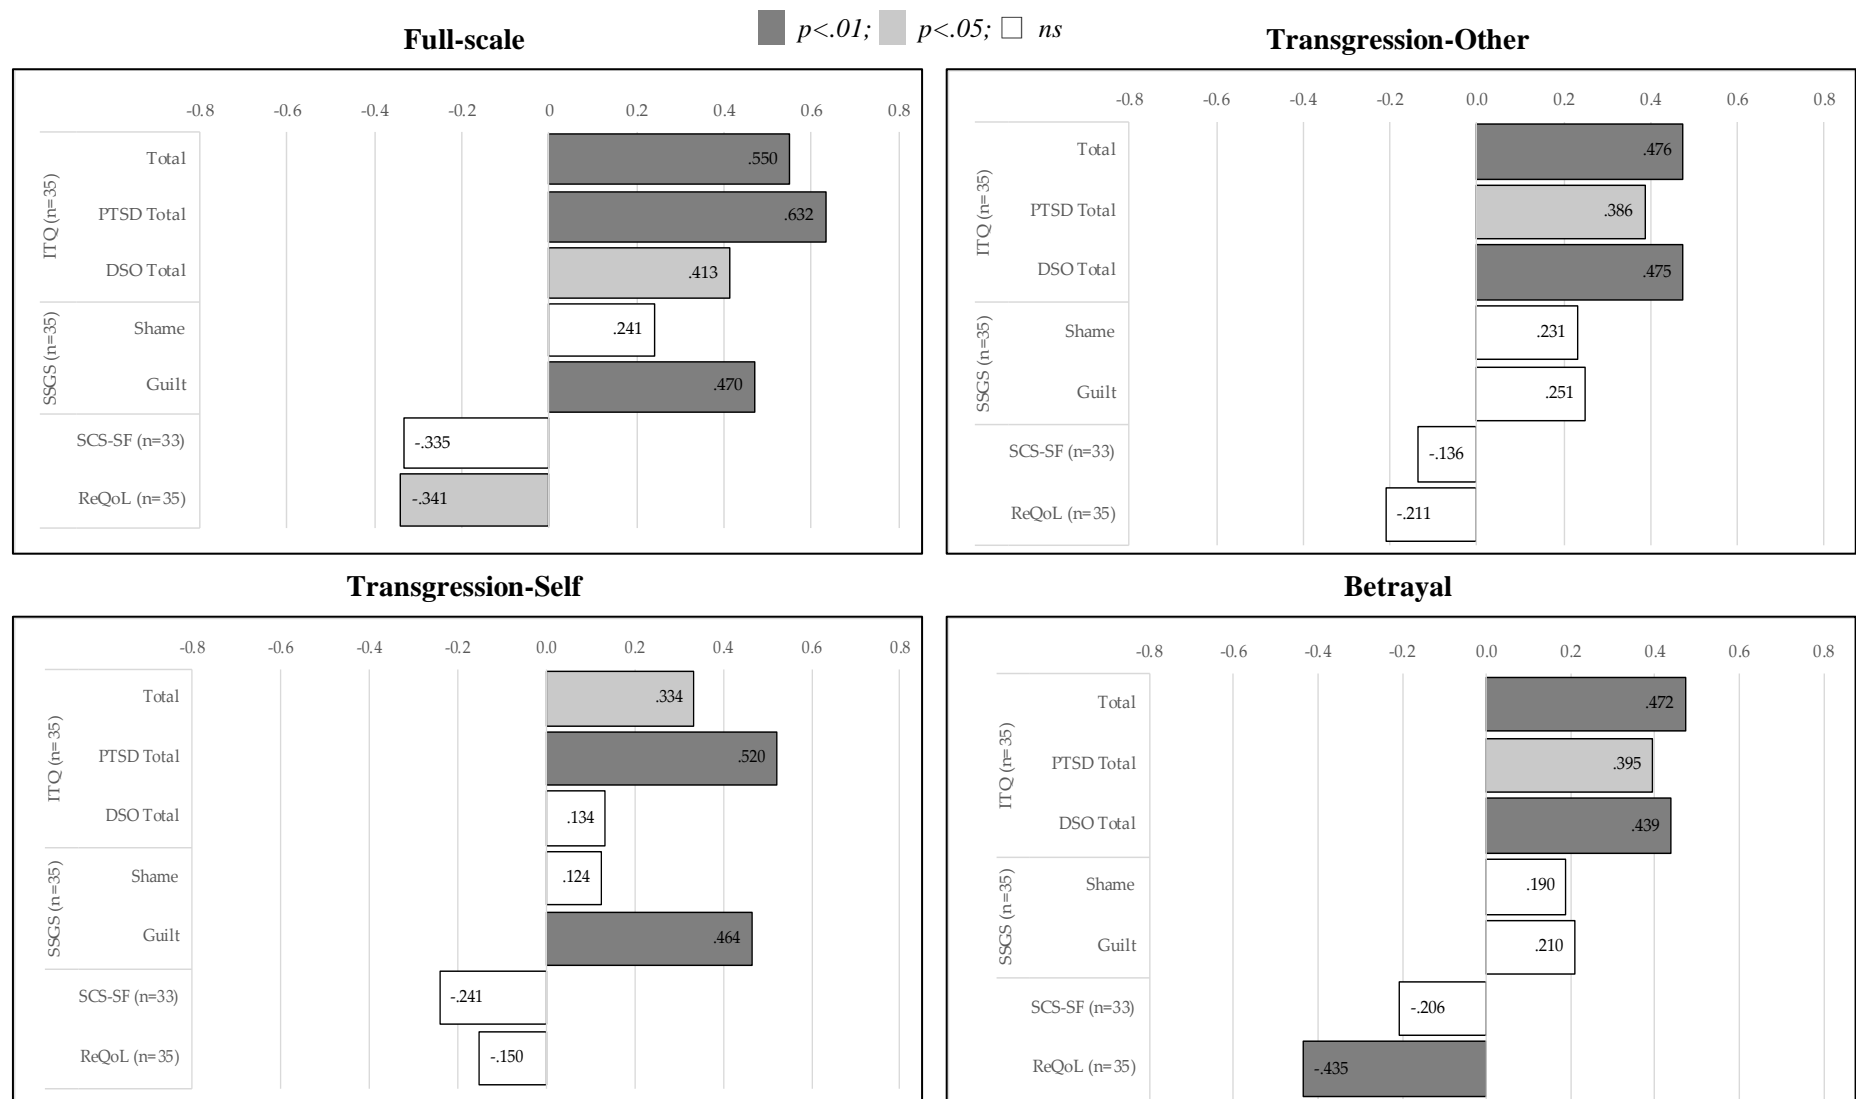 p<.01; p<.05; ns
Full-scale
-0.8 -0.6 -0.4 -0.2 0 0.2 0.4 0.6 0.8
ITQ (n=35)
Total .550
PTSD Total .632
DSO Total .413
SSGS (n=35)
Shame .241
Guilt .470
SCS-SF (n=33) -.335
ReQoL (n=35) -.341
Transgression-Other
-0.8 -0.6 -0.4 -0.2 0.0 0.2 0.4 0.6 0.8
ITQ (n=35)
Total .476
PTSD Total .386
DSO Total .475
SSGS (n=35)
Shame .231
Guilt .251
SCS-SF (n=33) -.136
ReQoL (n=35) -.211
Transgression-Self
-0.8 -0.6 -0.4 -0.2 0.0 0.2 0.4 0.6 0.8
ITQ (n=35)
Total .334
PTSD Total .520
DSO Total .134
SSGS (n=35)
Shame .124
Guilt .464
SCS-SF (n=33) -.241
ReQoL (n=35) -.150
Betrayal
-0.8 -0.6 -0.4 -0.2 0.0 0.2 0.4 0.6 0.8
ITQ (n=35)
Total .472
PTSD Total .395
DSO Total .439
SSGS (n=35)
Shame .190
Guilt .210
SCS-SF (n=33) -.206
ReQoL (n=35) -.435